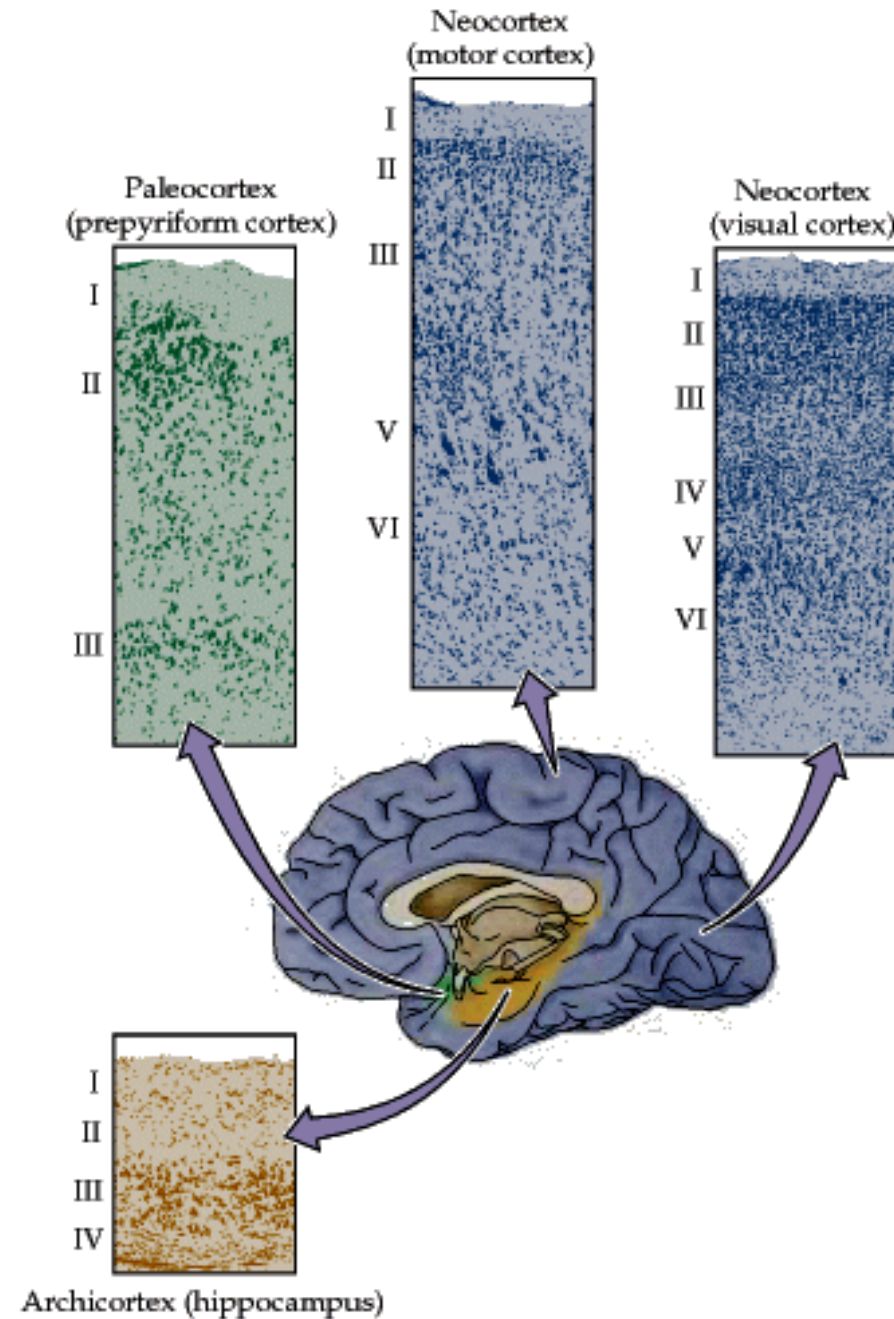 Neocortex
(motor cortex)
I
II
III
V
VI
Paleocortex
(prepyriform cortex)
I
II
III
Neocortex
(visual cortex)
I
II
III
IV
V
VI
I
II
III
IV
Archicortex (hippocampus)